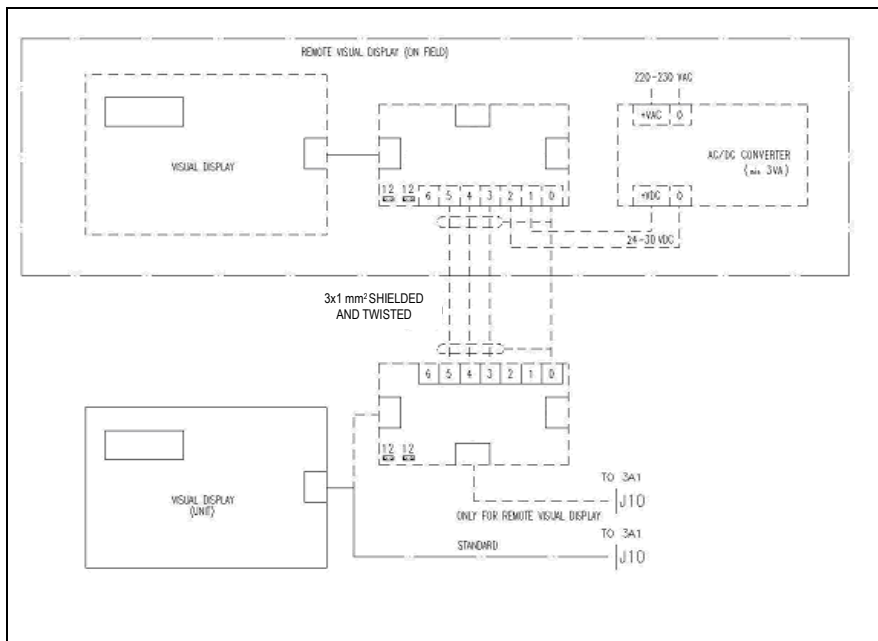 REMOTE VISUAL DISPLAY (ON FIELD)
220-230 VAC
+VAC 0
AC/DC CONVERTER
(min 3VA)
VISUAL DISPLAY
12 12 6 5 4 3 2 1 0
+VDC 0
24-30 VDC
3x1 mm² SHIELDED
AND TWISTED
6 5 4 3 2 1 0
12 12
VISUAL DISPLAY
(UNIT)
TO 3A1
J10
ONLY FOR REMOTE VISUAL DISPLAY
TO 3A1
STANDARD
J10